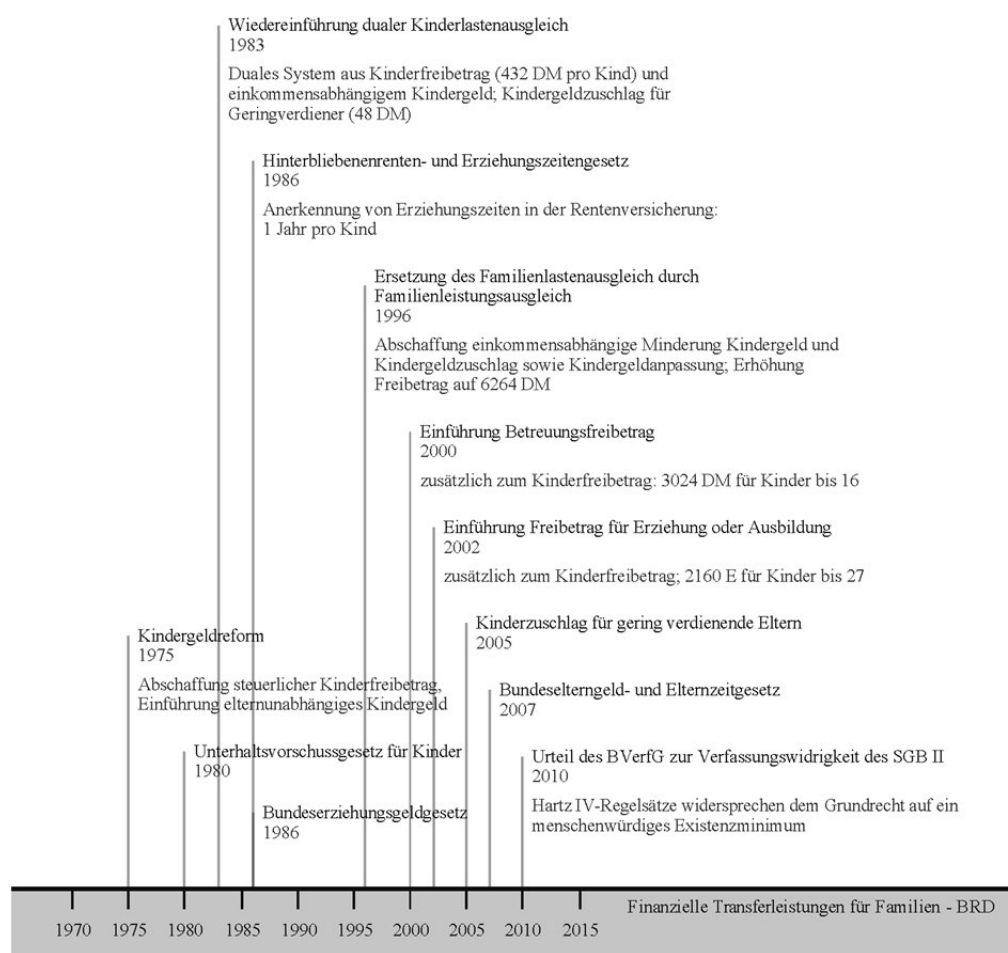 Wiedereinführung dualer Kinderlastenausgleich
1983
Duales System aus Kinderfreibetrag (432 DM pro Kind) und
einkommensabhängigem Kindergeld; Kindergeldzuschlag für
Geringverdiener (48 DM)
Hinterbliebenenrenten- und Erziehungszeitengesetz
1986
Anerkennung von Erziehungszeiten in der Rentenversicherung:
1 Jahr pro Kind
Ersetzung des Familienlastenausgleich durch
Familienleistungsausgleich
1996
Abschaffung einkommensabhängige Minderung Kindergeld und
Kindergeldzuschlag sowie Kindergeldanpassung; Erhöhung
Freibetrag auf 6264 DM
Einführung Betreuungsfreibetrag
2000
zusätzlich zum Kinderfreibetrag: 3024 DM für Kinder bis 16
Einführung Freibetrag für Erziehung oder Ausbildung
2002
zusätzlich zum Kinderfreibetrag; 2160 E für Kinder bis 27
Kinderzuschlag für gering verdienende Eltern
2005
Kindergeldreform
1975
Abschaffung steuerlicher Kinderfreibetrag,
Einführung elternunabhängiges Kindergeld
Bundeselterngeld- und Elternzeitgesetz
2007
Unterhaltsvorschussgesetz für Kinder
1980
Urteil des BVerfG zur Verfassungswidrigkeit des SGB II
2010
Hartz IV-Regelsätze widersprechen dem Grundrecht auf ein
menschenwürdiges Existenzminimum
Bundeserziehungsgeldgesetz
1986
Finanzielle Transferleistungen für Familien - BRD
1970 1975 1980 1985 1990 1995 2000 2005 2010 2015